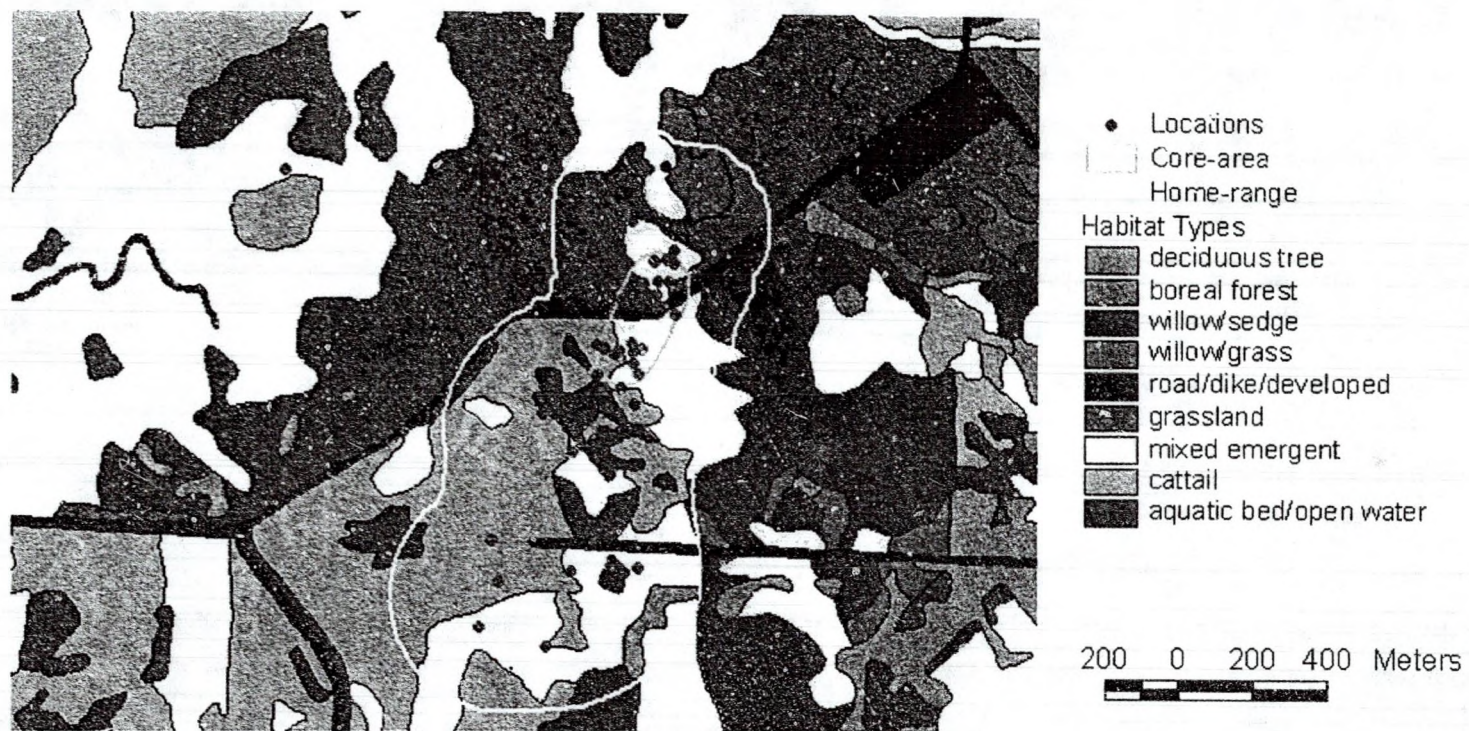 Locations
Core-area
Home-range
Habitat Types
deciduous tree
boreal forest
willow/sedge
willow/grass
road/dike/developed
grassland
mixed emergent
cattail
aquatic bed/open water
200 0 200 400 Meters